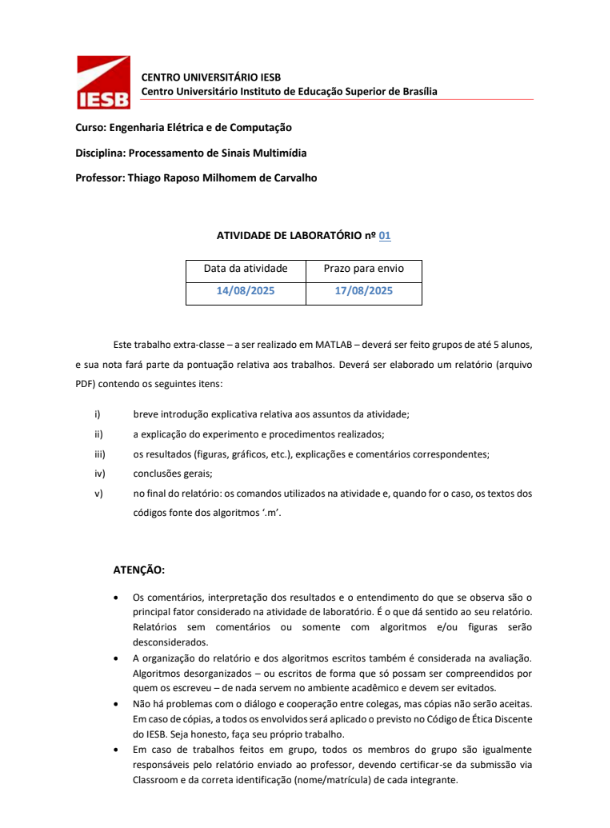 IESB
CENTRO UNIVERSITÁRIO IESB
Centro Universitário Instituto de Educação Superior de Brasília
Curso: Engenharia Elétrica e de Computação
Disciplina: Processamento de Sinais Multimídia
Professor: Thiago Raposo Milhomem de Carvalho
ATIVIDADE DE LABORATÓRIO nº 01
Data da atividade Prazo para envio
14/08/2025 17/08/2025
Este trabalho extra-classe – a ser realizado em MATLAB – deverá ser feito grupos de até 5 alunos,
e sua nota fará parte da pontuação relativa aos trabalhos. Deverá ser elaborado um relatório (arquivo
PDF) contendo os seguintes itens:
i) breve introdução explicativa relativa aos assuntos da atividade;
ii) a explicação do experimento e procedimentos realizados;
iii) os resultados (figuras, gráficos, etc.), explicações e comentários correspondentes;
iv) conclusões gerais;
v) no final do relatório: os comandos utilizados na atividade e, quando for o caso, os textos dos
códigos fonte dos algoritmos ‘.m’.
ATENÇÃO:
• Os comentários, interpretação dos resultados e o entendimento do que se observa são o
principal fator considerado na atividade de laboratório. É o que dá sentido ao seu relatório.
Relatórios sem comentários ou somente com algoritmos e/ou figuras serão
desconsiderados.
• A organização do relatório e dos algoritmos escritos também é considerada na avaliação.
Algoritmos desorganizados – ou escritos de forma que só possam ser compreendidos por
quem os escreveu – de nada servem no ambiente acadêmico e devem ser evitados.
• Não há problemas com o diálogo e cooperação entre colegas, mas cópias não serão aceitas.
Em caso de cópias, a todos os envolvidos será aplicado o previsto no Código de Ética Discente
do IESB. Seja honesto, faça seu próprio trabalho.
• Em caso de trabalhos feitos em grupo, todos os membros do grupo são igualmente
responsáveis pelo relatório enviado ao professor, devendo certificar-se da submissão via
Classroom e da correta identificação (nome/matrícula) de cada integrante.